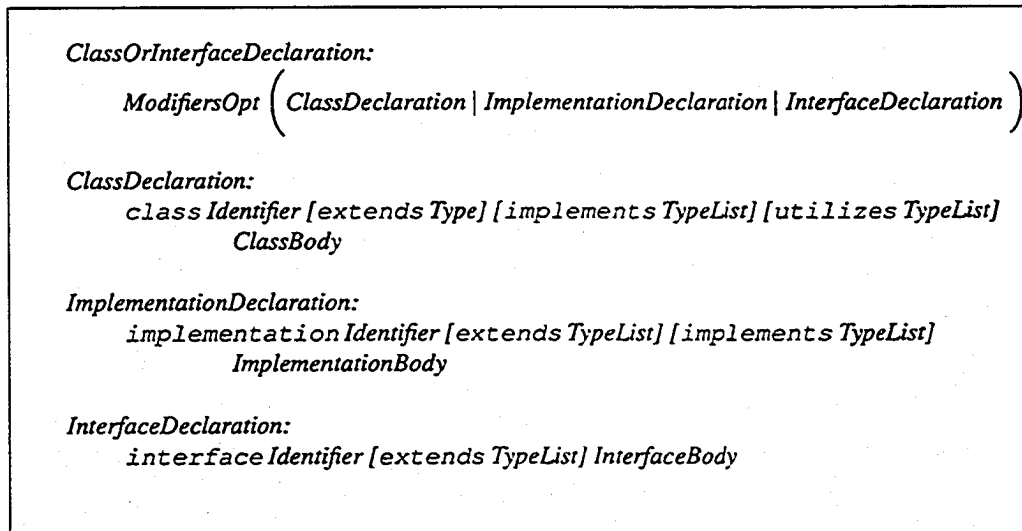 ClassOrInterfaceDeclaration:
ModifiersOpt ( ClassDeclaration | ImplementationDeclaration | InterfaceDeclaration )
ClassDeclaration:
class Identifier [extends Type] [implements TypeList] [utilizes TypeList]
ClassBody
ImplementationDeclaration:
implementation Identifier [extends TypeList] [implements TypeList]
ImplementationBody
InterfaceDeclaration:
interface Identifier [extends TypeList] InterfaceBody